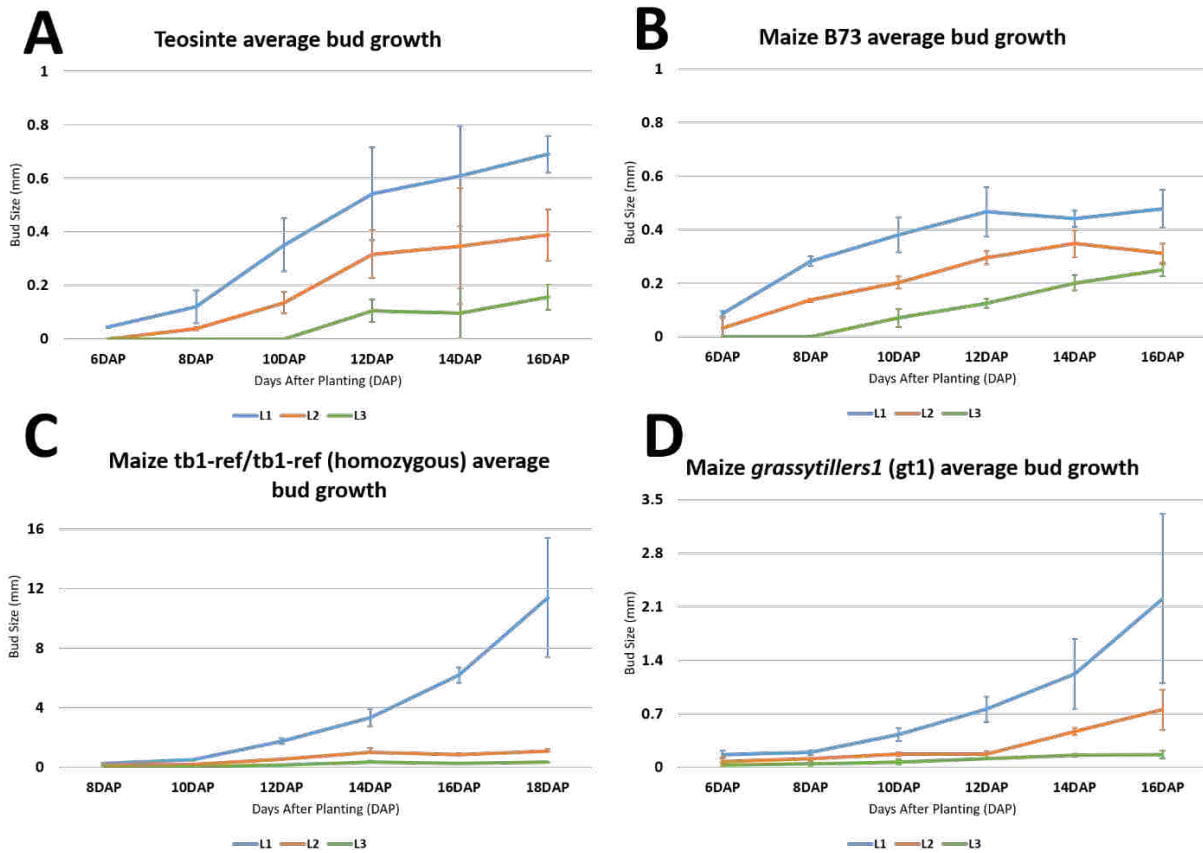 A
Teosinte average bud growth
1
0.8
0.6
0.4
0.2
0
Bud Size (mm)
6DAP 8DAP 10DAP 12DAP 14DAP 16DAP
Days After Planting (DAP)
L1 L2 L3
B
Maize B73 average bud growth
1
0.8
0.6
0.4
0.2
0
Bud Size (mm)
6DAP 8DAP 10DAP 12DAP 14DAP 16DAP
Days After Planting (DAP)
L1 L2 L3
C
Maize tb1-ref/tb1-ref (homozygous) average
bud growth
16
12
8
4
0
Bud Size (mm)
8DAP 10DAP 12DAP 14DAP 16DAP 18DAP
Days After Planting (DAP)
L1 L2 L3
D
Maize grassytillers1 (gt1) average bud growth
3.5
2.8
2.1
1.4
0.7
0
Bud Size (mm)
6DAP 8DAP 10DAP 12DAP 14DAP 16DAP
Days After Planting (DAP)
L1 L2 L3